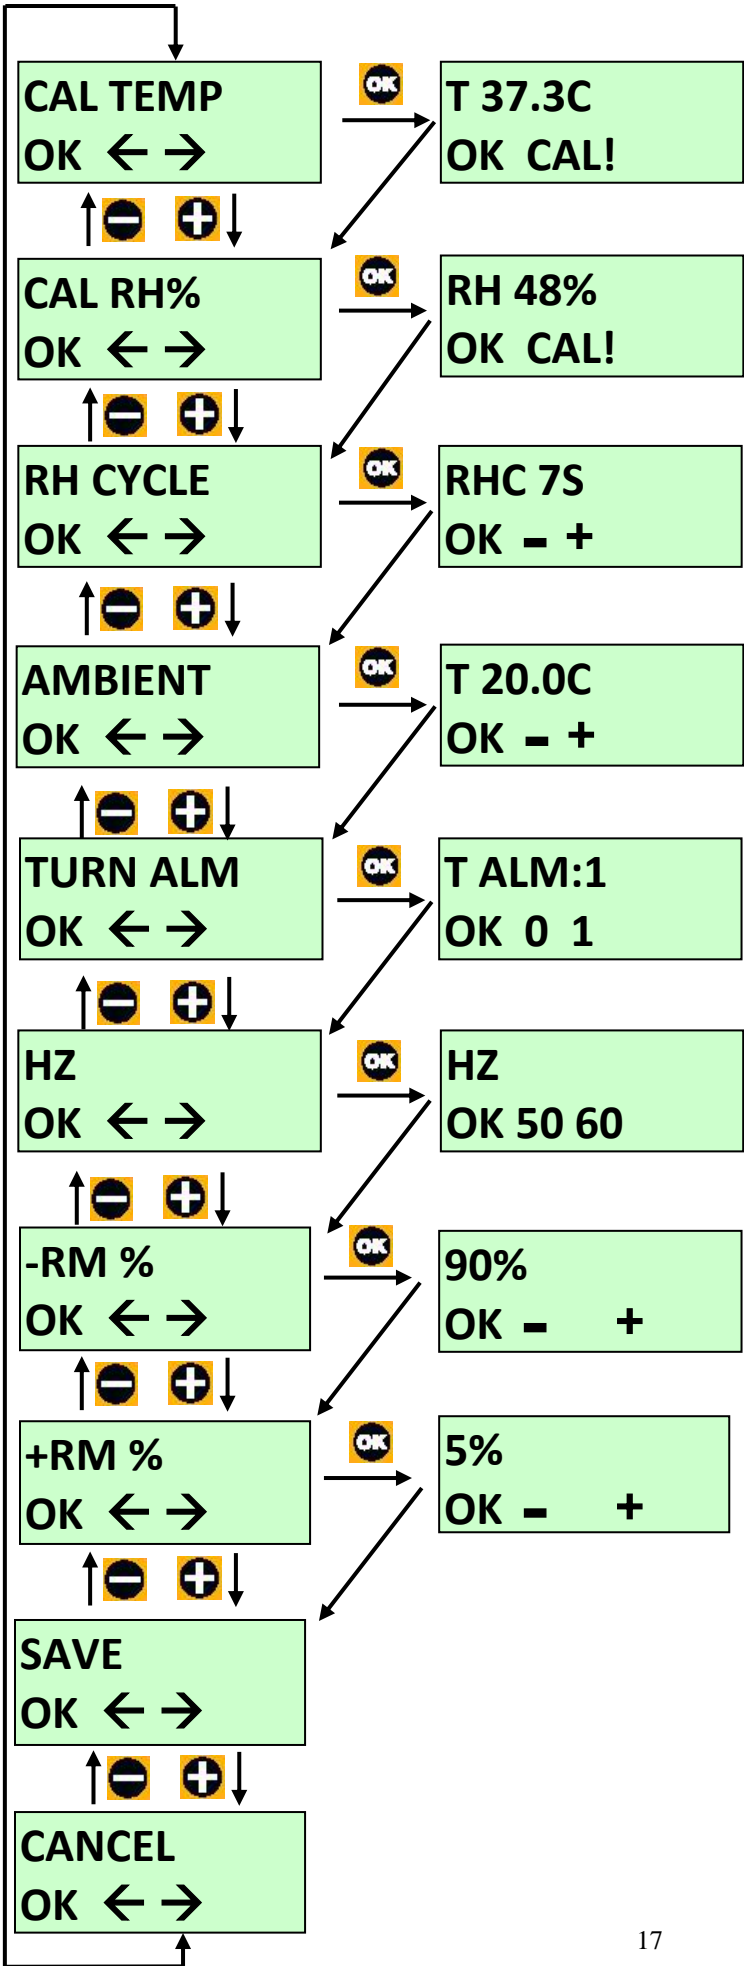 CAL TEMP
OK ← →
OK
T 37.3C
OK CAL!
CAL RH%
OK ← →
OK
RH 48%
OK CAL!
RH CYCLE
OK ← →
OK
RHC 7S
OK - +
AMBIENT
OK ← →
OK
T 20.0C
OK - +
TURN ALM
OK ← →
OK
T ALM:1
OK 0 1
HZ
OK ← →
OK
HZ
OK 50 60
-RM %
OK ← →
OK
90%
OK - +
+RM %
OK ← →
OK
5%
OK - +
SAVE
OK ← →
CANCEL
OK ← →
17